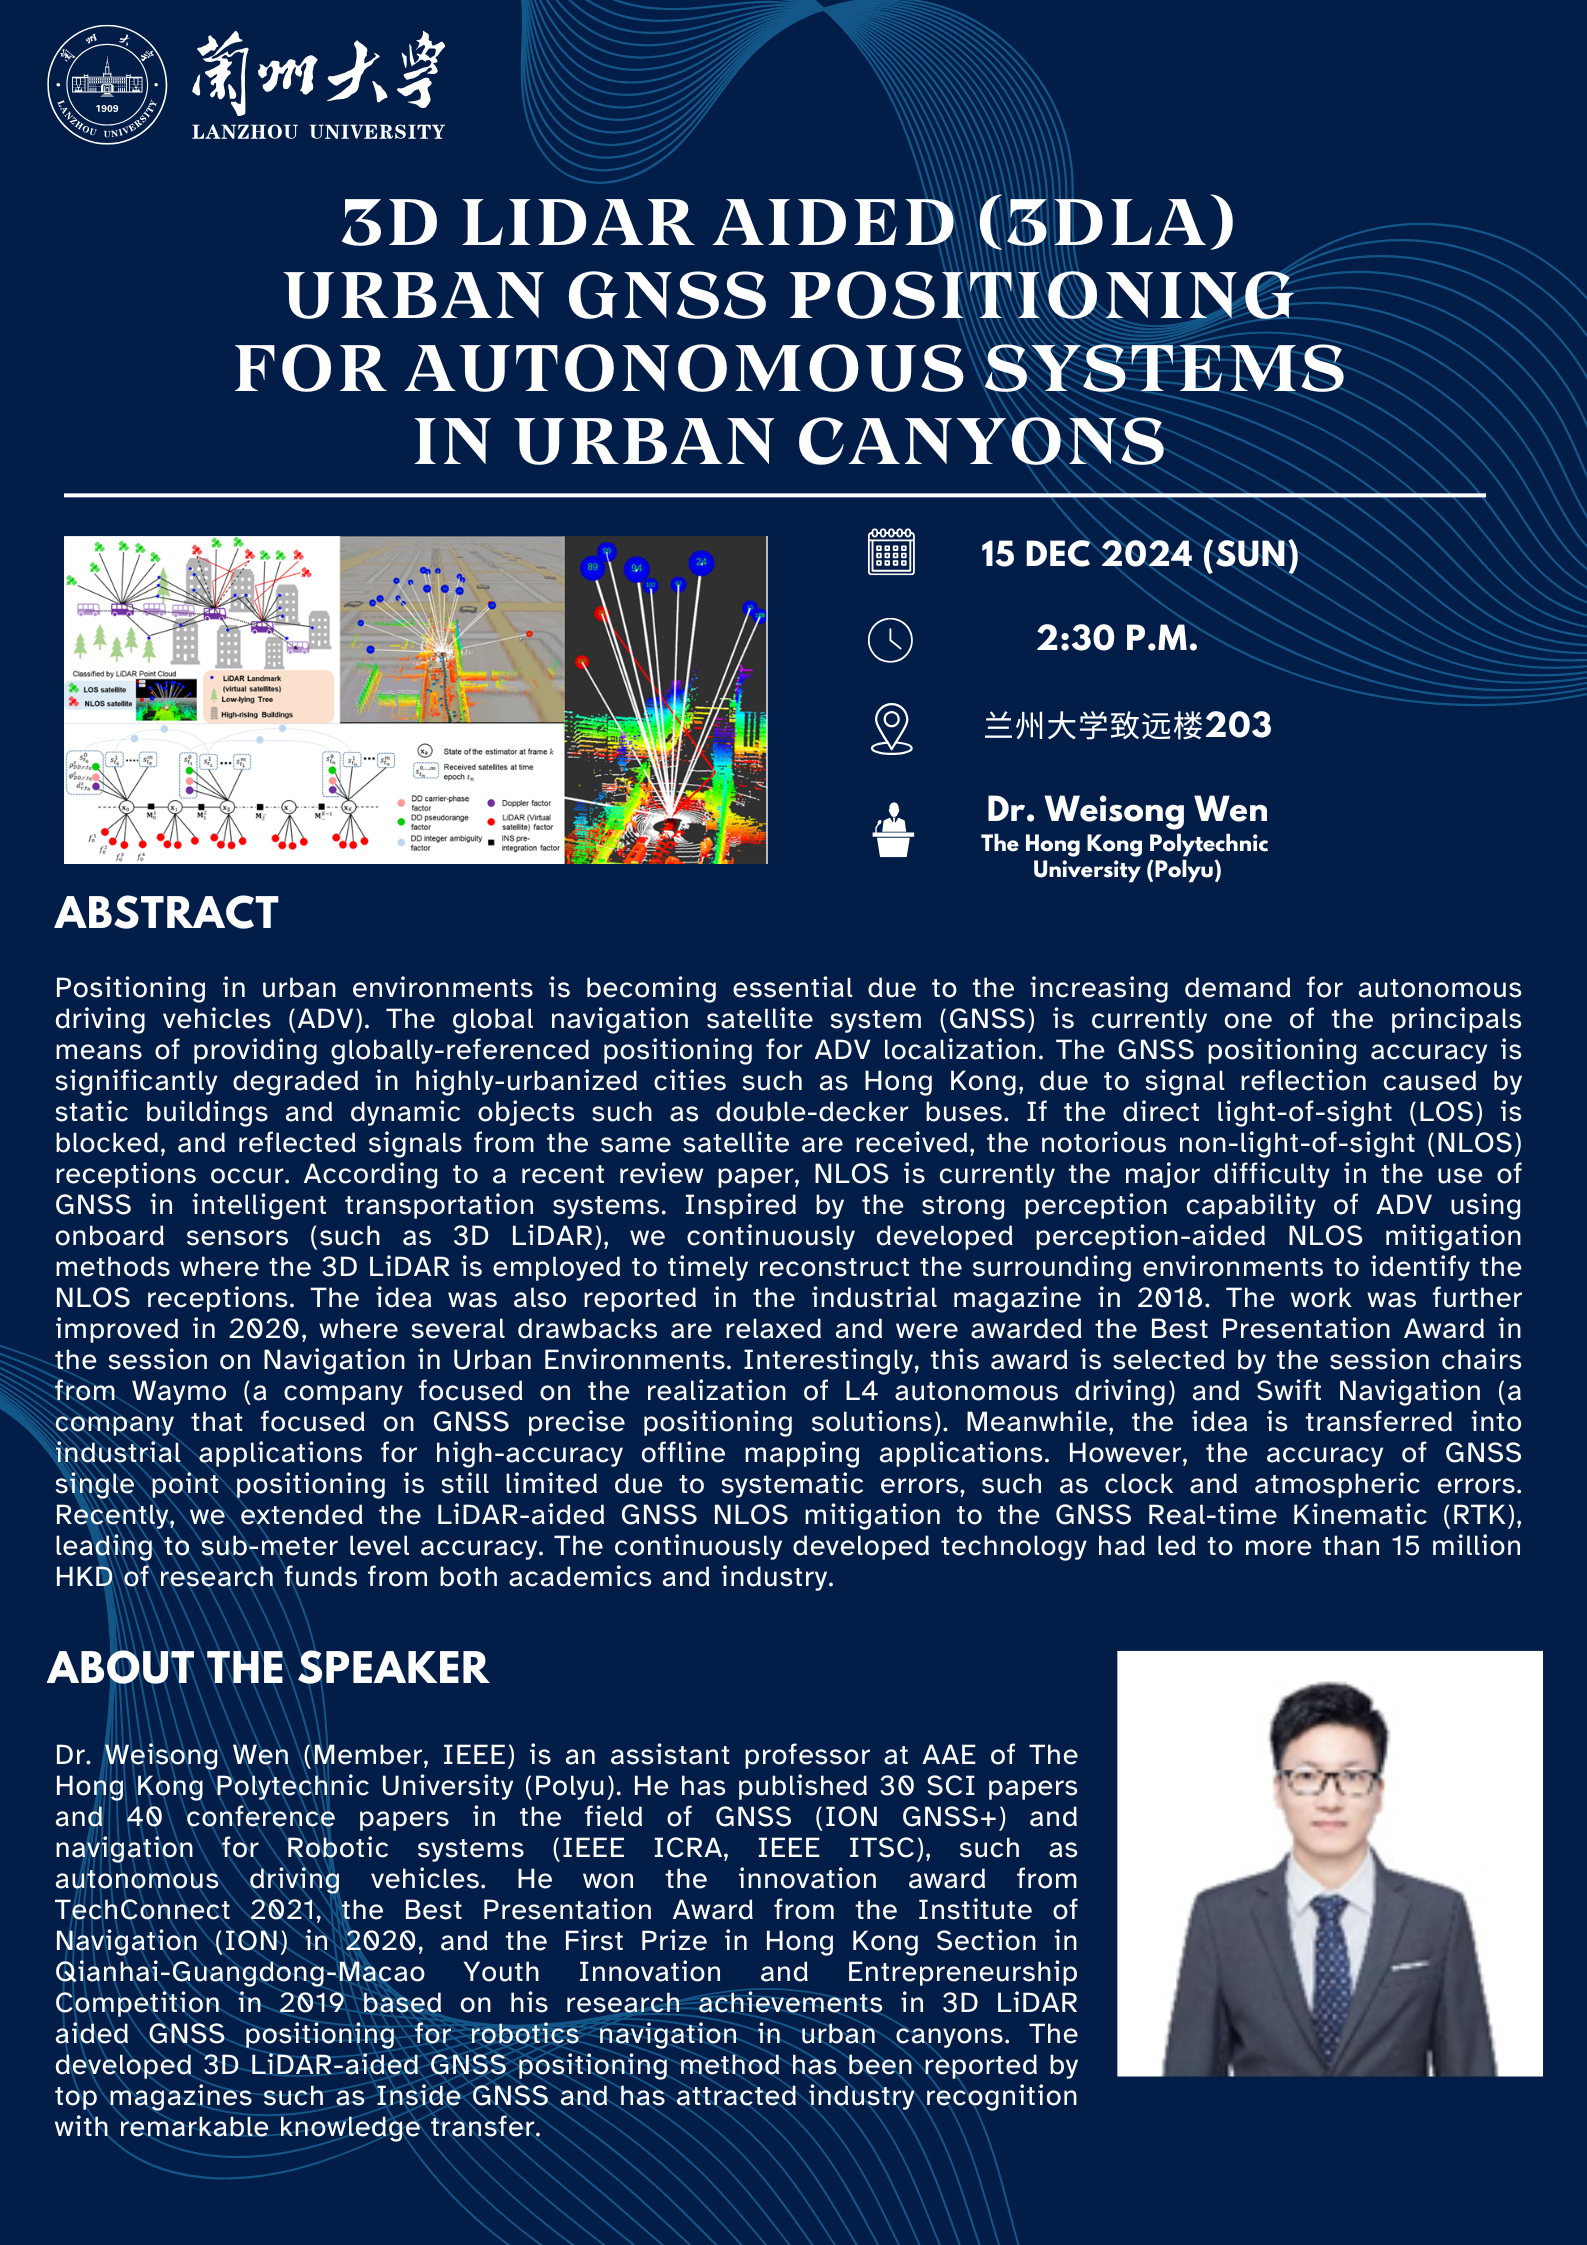 兰州大学
1909
LANZHOU UNIVERSITY
蘭州大學
LANZHOU UNIVERSITY
3D LIDAR AIDED (3DLA)
URBAN GNSS POSITIONING
FOR AUTONOMOUS SYSTEMS
IN URBAN CANYONS
Classified by LiDAR Point Cloud
LOS satellite
NLOS satellite
LiDAR Landmark
(virtual satellites)
Low-lying Tree
High-rising Buildings
State of the estimator at frame k
Received satellites at time
epoch tn
DD carrier-phase
factor
DD pseudorange
factor
DD integer ambiguity
factor
Doppler factor
LiDAR (Virtual
satellite) factor
INS pre-
integration factor
89
94
24
15 DEC 2024 (SUN)
2:30 P.M.
兰州大学致远楼203
Dr. Weisong Wen
The Hong Kong Polytechnic
University (Polyu)
ABSTRACT
Positioning in urban environments is becoming essential due to the increasing demand for autonomous
driving vehicles (ADV). The global navigation satellite system (GNSS) is currently one of the principals
means of providing globally-referenced positioning for ADV localization. The GNSS positioning accuracy is
significantly degraded in highly-urbanized cities such as Hong Kong, due to signal reflection caused by
static buildings and dynamic objects such as double-decker buses. If the direct light-of-sight (LOS) is
blocked, and reflected signals from the same satellite are received, the notorious non-light-of-sight (NLOS)
receptions occur. According to a recent review paper, NLOS is currently the major difficulty in the use of
GNSS in intelligent transportation systems. Inspired by the strong perception capability of ADV using
onboard sensors (such as 3D LiDAR), we continuously developed perception-aided NLOS mitigation
methods where the 3D LiDAR is employed to timely reconstruct the surrounding environments to identify the
NLOS receptions. The idea was also reported in the industrial magazine in 2018. The work was further
improved in 2020, where several drawbacks are relaxed and were awarded the Best Presentation Award in
the session on Navigation in Urban Environments. Interestingly, this award is selected by the session chairs
from Waymo (a company focused on the realization of L4 autonomous driving) and Swift Navigation (a
company that focused on GNSS precise positioning solutions). Meanwhile, the idea is transferred into
industrial applications for high-accuracy offline mapping applications. However, the accuracy of GNSS
single point positioning is still limited due to systematic errors, such as clock and atmospheric errors.
Recently, we extended the LiDAR-aided GNSS NLOS mitigation to the GNSS Real-time Kinematic (RTK),
leading to sub-meter level accuracy. The continuously developed technology had led to more than 15 million
HKD of research funds from both academics and industry.
ABOUT THE SPEAKER
Dr. Weisong Wen (Member, IEEE) is an assistant professor at AAE of The
Hong Kong Polytechnic University (Polyu). He has published 30 SCI papers
and 40 conference papers in the field of GNSS (ION GNSS+) and
navigation for Robotic systems (IEEE ICRA, IEEE ITSC), such as
autonomous driving vehicles. He won the innovation award from
TechConnect 2021, the Best Presentation Award from the Institute of
Navigation (ION) in 2020, and the First Prize in Hong Kong Section in
Qianhai-Guangdong-Macao Youth Innovation and Entrepreneurship
Competition in 2019 based on his research achievements in 3D LiDAR
aided GNSS positioning for robotics navigation in urban canyons. The
developed 3D LiDAR-aided GNSS positioning method has been reported by
top magazines such as Inside GNSS and has attracted industry recognition
with remarkable knowledge transfer.